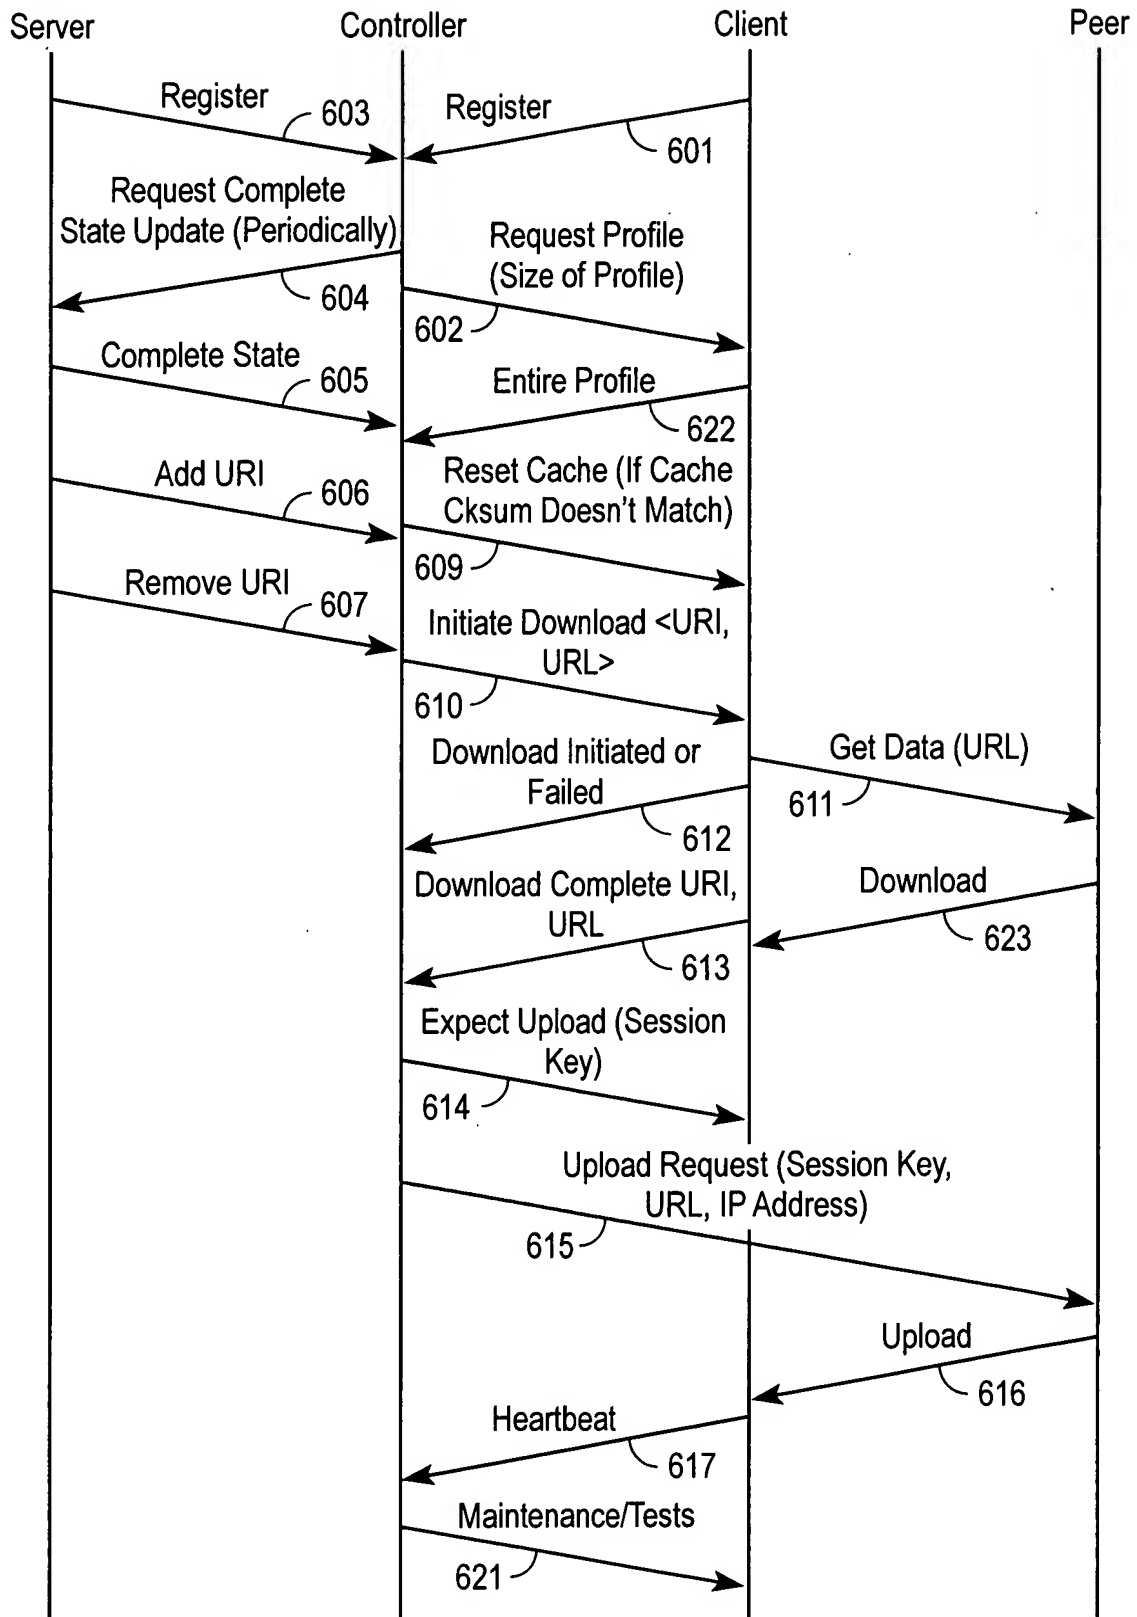 Server Controller Client Peer
Register
603
Register
601
Request Complete
State Update (Periodically)
604
Request Profile
(Size of Profile)
602
Complete State
605
Entire Profile
622
Add URI
606
Reset Cache (If Cache
Cksum Doesn't Match)
609
Remove URI
607
Initiate Download <URI,
URL>
610
Get Data (URL)
611
Download Initiated or
Failed
612
Download
623
Download Complete URI,
URL
613
Expect Upload (Session
Key)
614
Upload Request (Session Key,
URL, IP Address)
615
Upload
616
Heartbeat
617
Maintenance/Tests
621